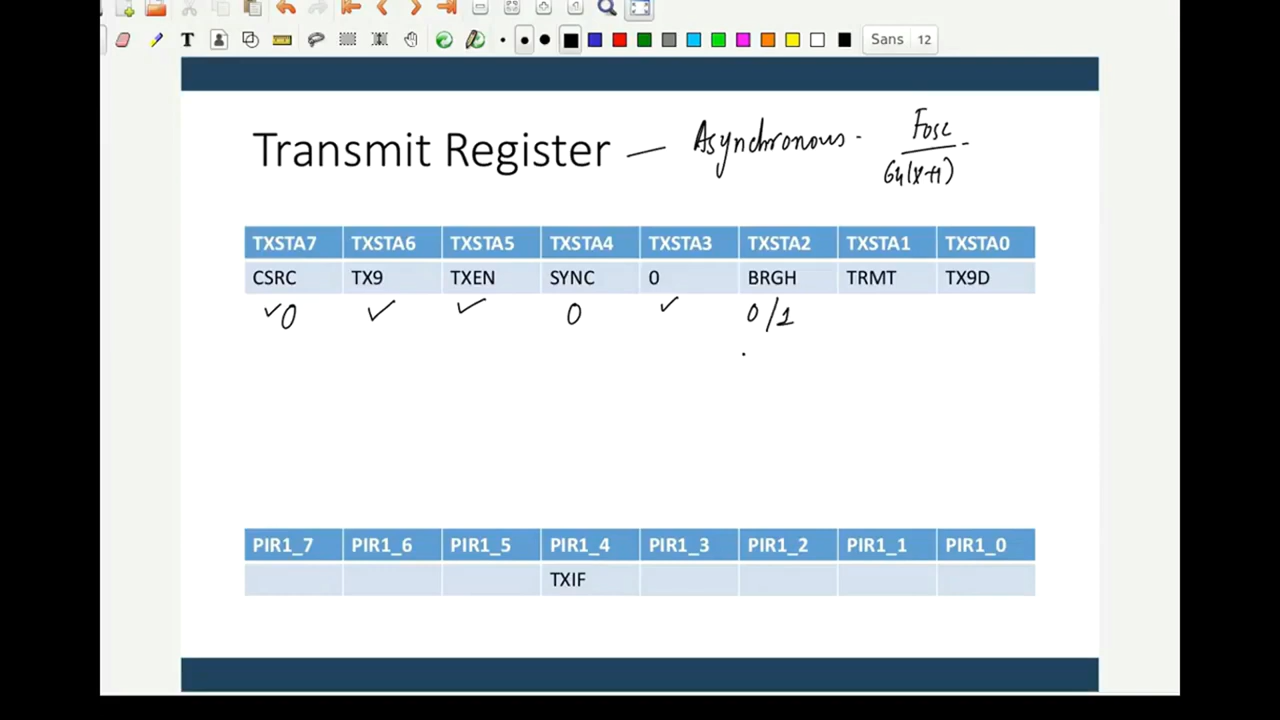 Sans 12
Transmit Register — Asynchronous. Fosc
64(X+1)
TXSTA7 TXSTA6 TXSTA5 TXSTA4 TXSTA3 TXSTA2 TXSTA1 TXSTA0
CSRC TX9 TXEN SYNC 0 BRGH TRMT TX9D
✓0 ✓ ✓ 0 ✓ 0/1
PIR1_7 PIR1_6 PIR1_5 PIR1_4 PIR1_3 PIR1_2 PIR1_1 PIR1_0
TXIF